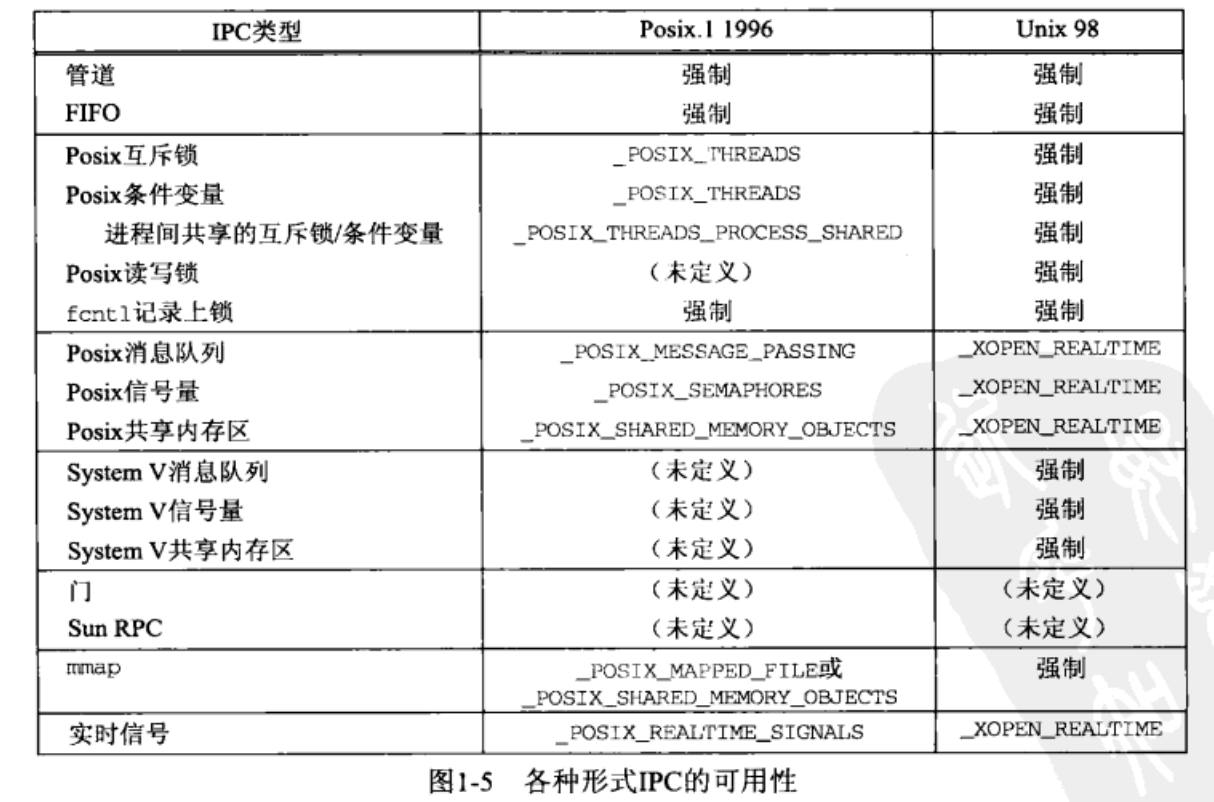 IPC类型 Posix.1 1996 Unix 98
管道 强制 强制
FIFO 强制 强制
Posix互斥锁 _POSIX_THREADS 强制
Posix条件变量 _POSIX_THREADS 强制
进程间共享的互斥锁/条件变量 _POSIX_THREADS_PROCESS_SHARED 强制
Posix读写锁 （未定义） 强制
fcntl记录上锁 强制 强制
Posix消息队列 _POSIX_MESSAGE_PASSING _XOPEN_REALTIME
Posix信号量 _POSIX_SEMAPHORES _XOPEN_REALTIME
Posix共享内存区 _POSIX_SHARED_MEMORY_OBJECTS _XOPEN_REALTIME
System V消息队列 （未定义） 强制
System V信号量 （未定义） 强制
System V共享内存区 （未定义） 强制
门 （未定义） （未定义）
Sun RPC （未定义） （未定义）
mmap _POSIX_MAPPED_FILE或 强制
_POSIX_SHARED_MEMORY_OBJECTS
实时信号 _POSIX_REALTIME_SIGNALS _XOPEN_REALTIME
图1-5 各种形式IPC的可用性